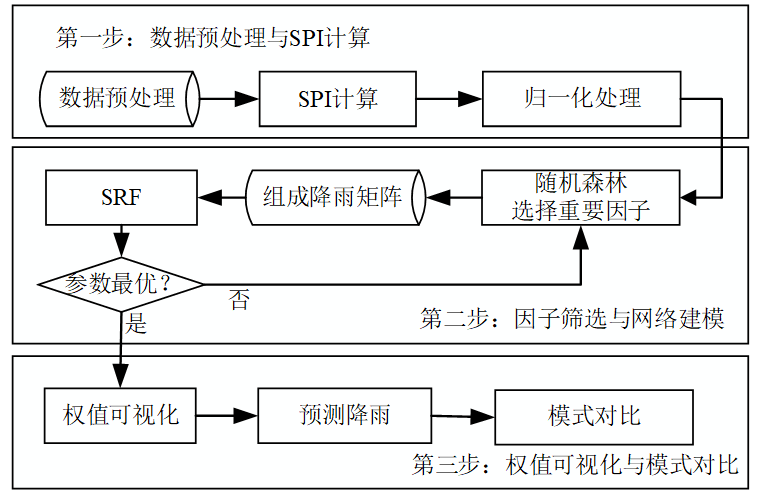 第一步：数据预处理与SPI计算
数据预处理
SPI计算
归一化处理
随机森林
选择重要因子
组成降雨矩阵
SRF
参数最优？
否
是
第二步：因子筛选与网络建模
权值可视化
预测降雨
模式对比
第三步：权值可视化与模式对比